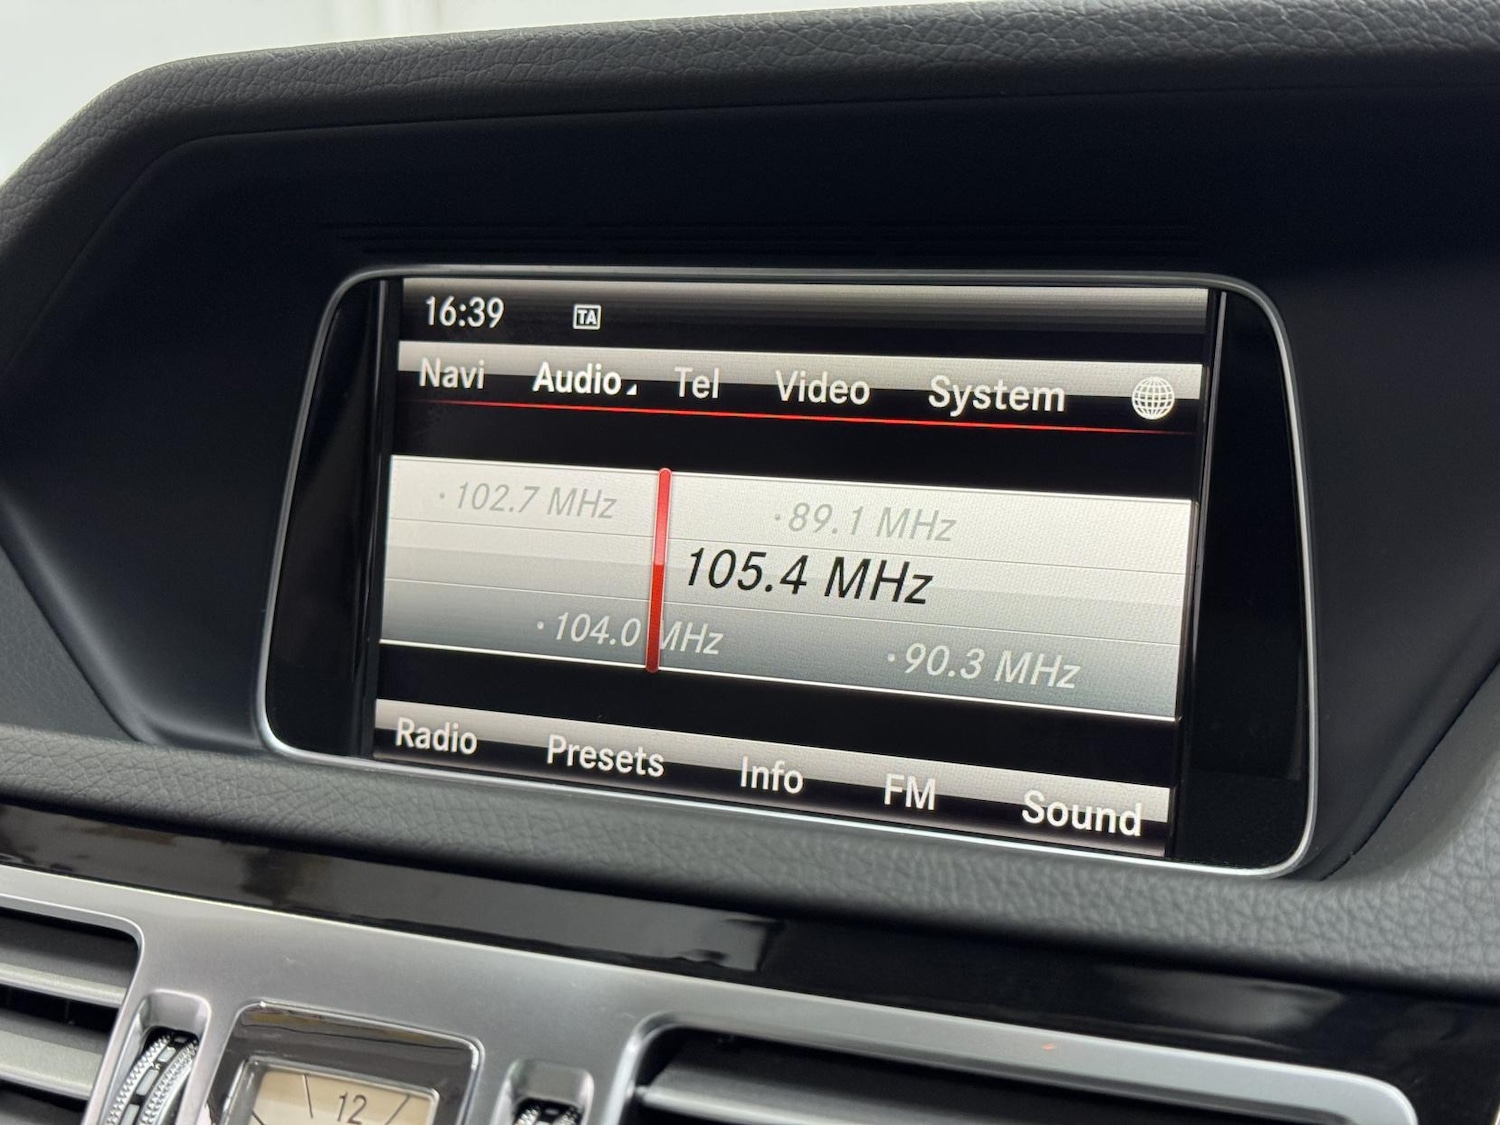 16:39 TA
Navi Audio Tel Video System
· 102.7 MHz · 89.1 MHz
105.4 MHz
· 104.0 MHz · 90.3 MHz
Radio Presets Info FM Sound
12